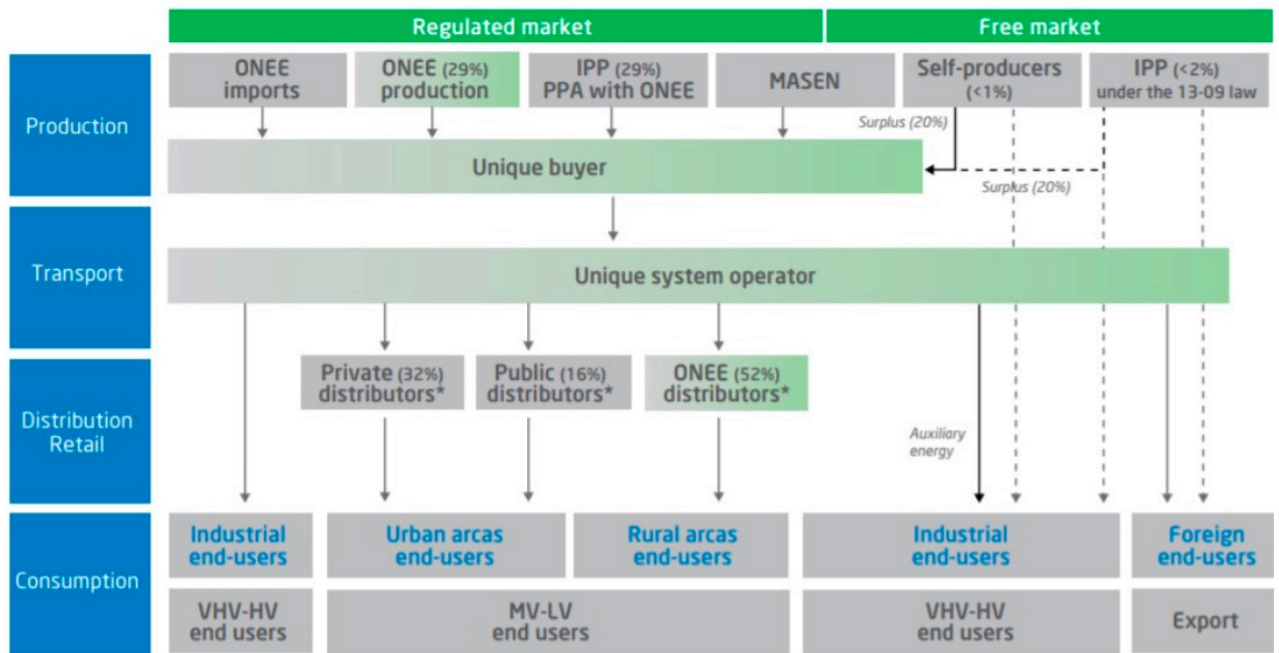 Regulated market
Free market
Production
ONEE
imports
ONEE (29%)
production
IPP (29%)
PPA with ONEE
MASEN
Self-producers
(<1%)
IPP (<2%)
under the 13-09 law
Surplus (20%)
Unique buyer
Surplus (20%)
Transport
Unique system operator
Distribution
Retail
Private (32%)
distributors*
Public (16%)
distributors*
ONEE (52%)
distributors*
Auxiliary
energy
Consumption
Industrial
end-users
Urban arcas
end-users
Rural arcas
end-users
Industrial
end-users
Foreign
end-users
VHV-HV
end users
MV-LV
end users
VHV-HV
end users
Export